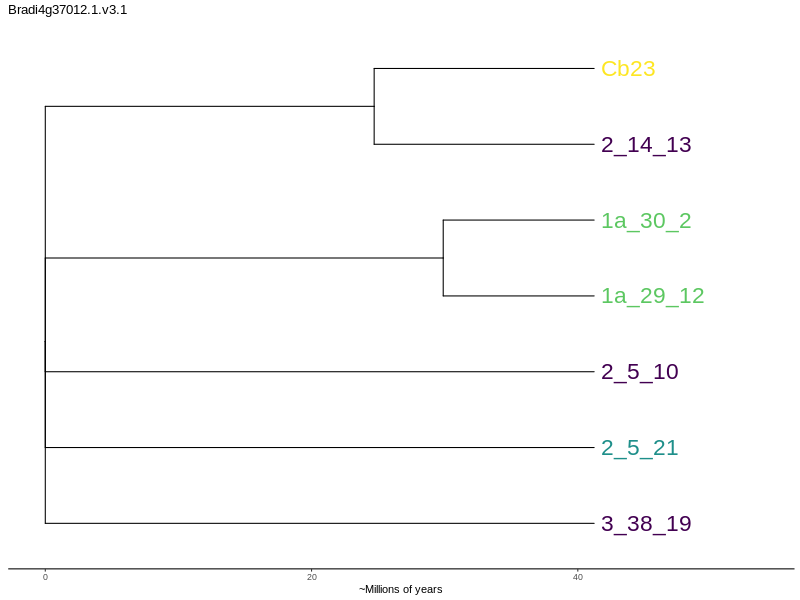 Bradi4g37012.1.v3.1
Cb23
2_14_13
1a_30_2
1a_29_12
2_5_10
2_5_21
3_38_19
0 20 40
~Millions of years